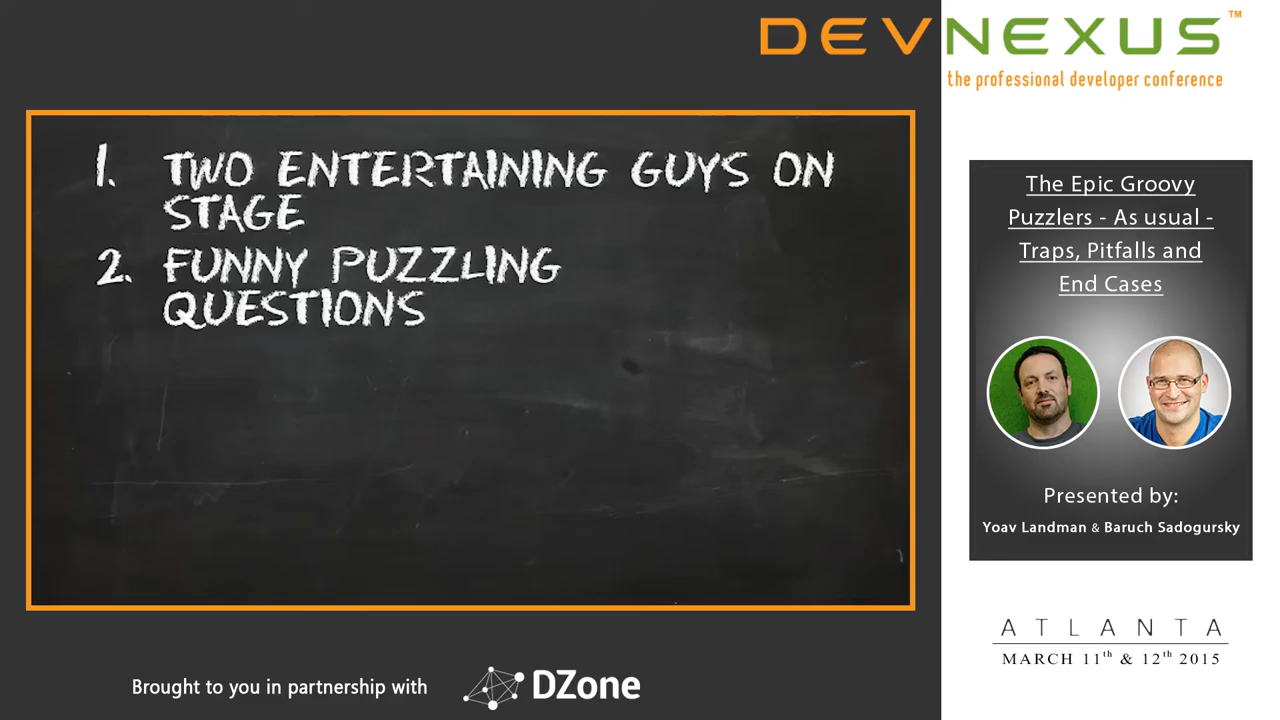 DEVNEXUS™
the professional developer conference
1. TWO ENTERTAINING GUYS ON
STAGE
2. FUNNY PUZZLING
QUESTIONS
The Epic Groovy
Puzzlers - As usual -
Traps, Pitfalls and
End Cases
Presented by:
Yoav Landman & Baruch Sadogursky
ATLANTA
MARCH 11th & 12th 2015
Brought to you in partnership with
DZone